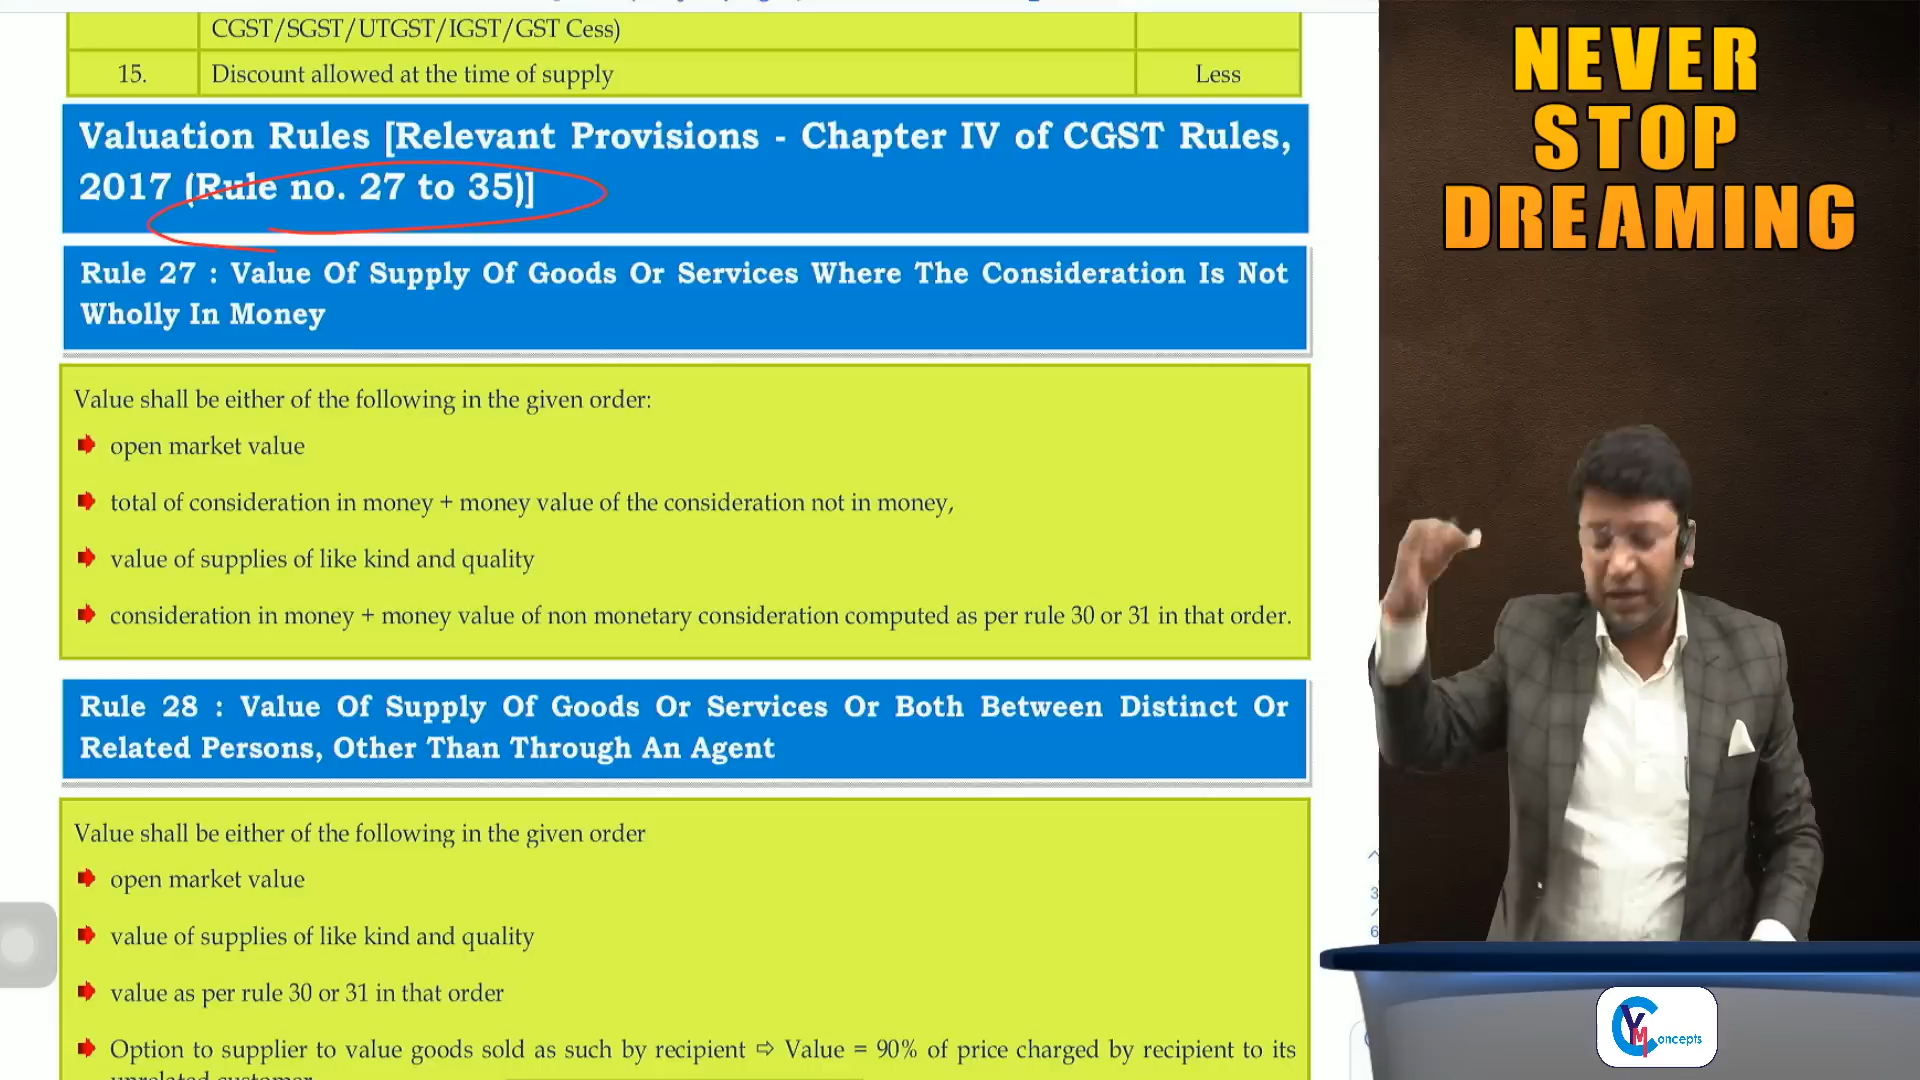 CGST/SGST/UTGST/IGST/GST Cess)
15. Discount allowed at the time of supply Less
Valuation Rules [Relevant Provisions - Chapter IV of CGST Rules,
2017 (Rule no. 27 to 35)]
Rule 27 : Value Of Supply Of Goods Or Services Where The Consideration Is Not
Wholly In Money
Value shall be either of the following in the given order:
open market value
total of consideration in money + money value of the consideration not in money,
value of supplies of like kind and quality
consideration in money + money value of non monetary consideration computed as per rule 30 or 31 in that order.
Rule 28 : Value Of Supply Of Goods Or Services Or Both Between Distinct Or
Related Persons, Other Than Through An Agent
Value shall be either of the following in the given order
open market value
value of supplies of like kind and quality
value as per rule 30 or 31 in that order
Option to supplier to value goods sold as such by recipient ⇨ Value = 90% of price charged by recipient to its
NEVER
STOP
DREAMING
VMConcepts